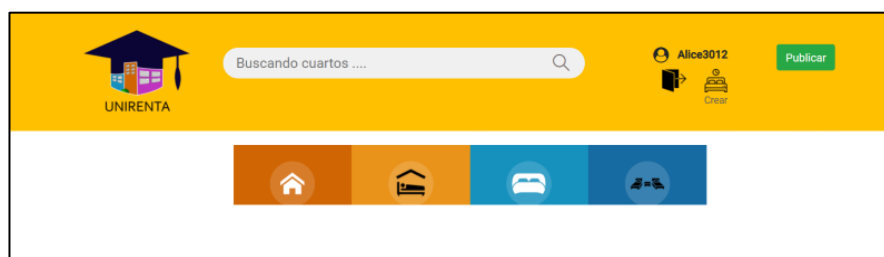 UNIRENTA
Buscando cuartos ....
Alice3012
Crear
Publicar